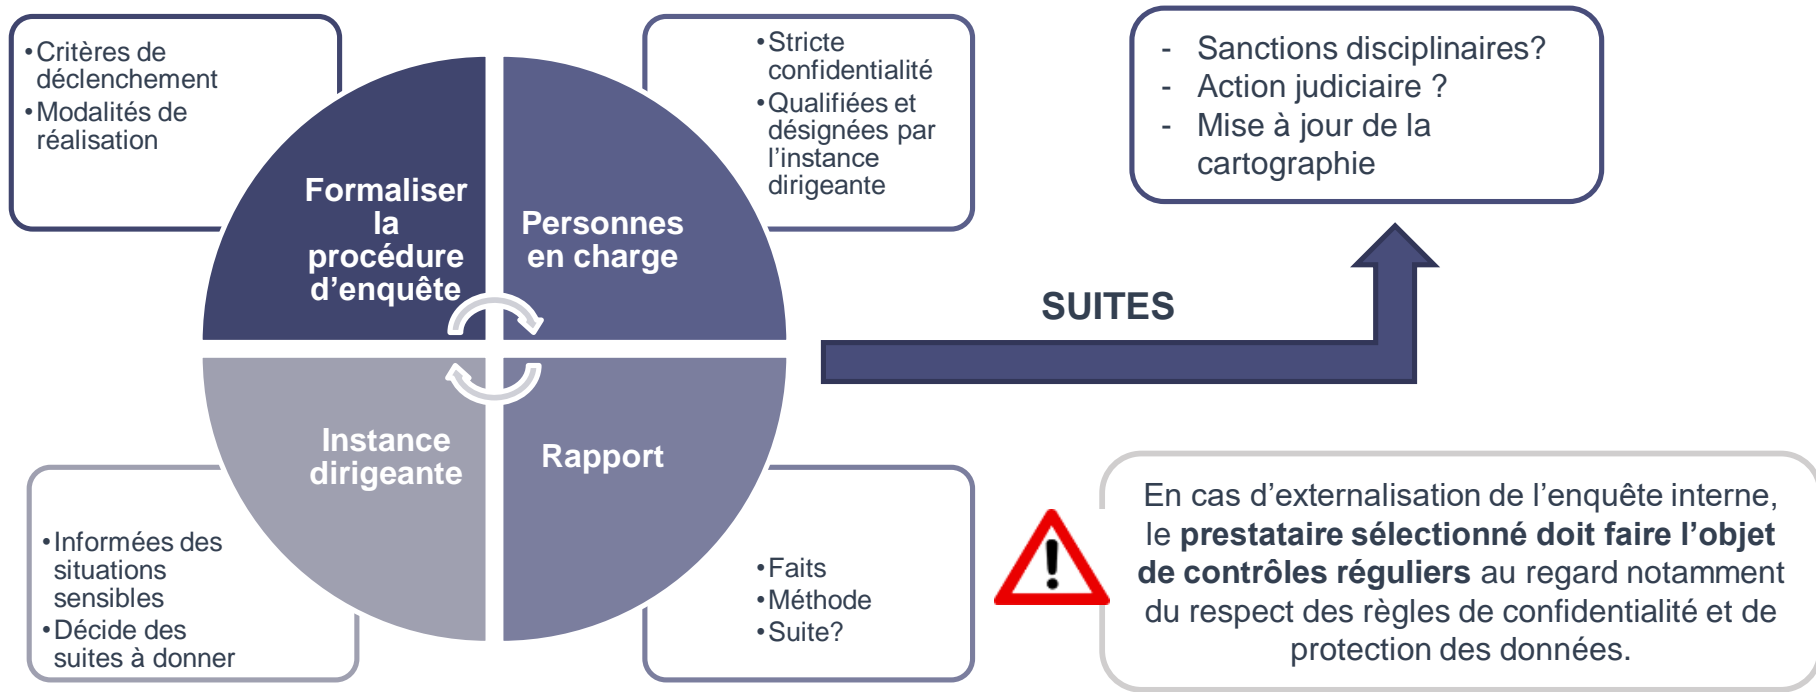 •Critères de
déclenchement
•Modalités de
réalisation
Formaliser
la
procédure
d’enquête
•Stricte
confidentialité
•Qualifiées et
désignées par
l’instance
dirigeante
Personnes
en charge
Instance
dirigeante
•Informées des
situations
sensibles
•Décide des
suites à donner
Rapport
•Faits
•Méthode
•Suite?
SUITES
- Sanctions disciplinaires?
- Action judiciaire ?
- Mise à jour de la
cartographie
En cas d’externalisation de l’enquête interne,
le prestataire sélectionné doit faire l’objet
de contrôles réguliers au regard notamment
du respect des règles de confidentialité et de
protection des données.